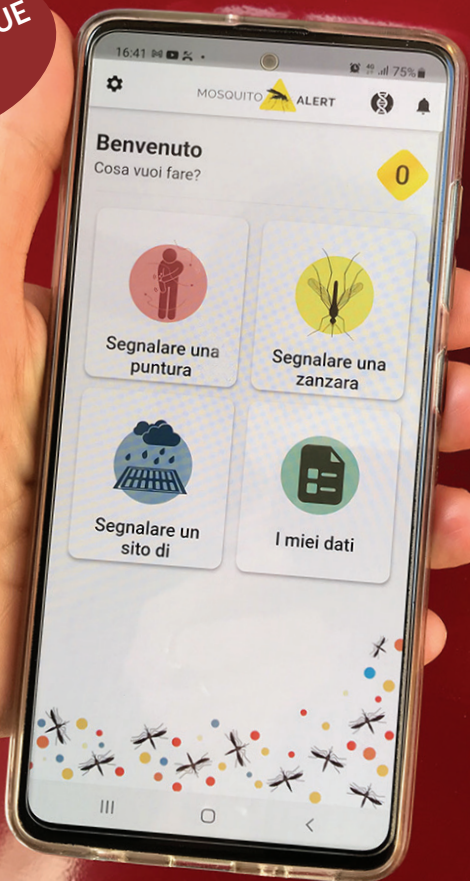 UE
16:41
4G 75%
MOSQUITO ALERT
Benvenuto
Cosa vuoi fare?
0
Segnalare una
puntura
Segnalare una
zanzara
Segnalare un
sito di
I miei dati